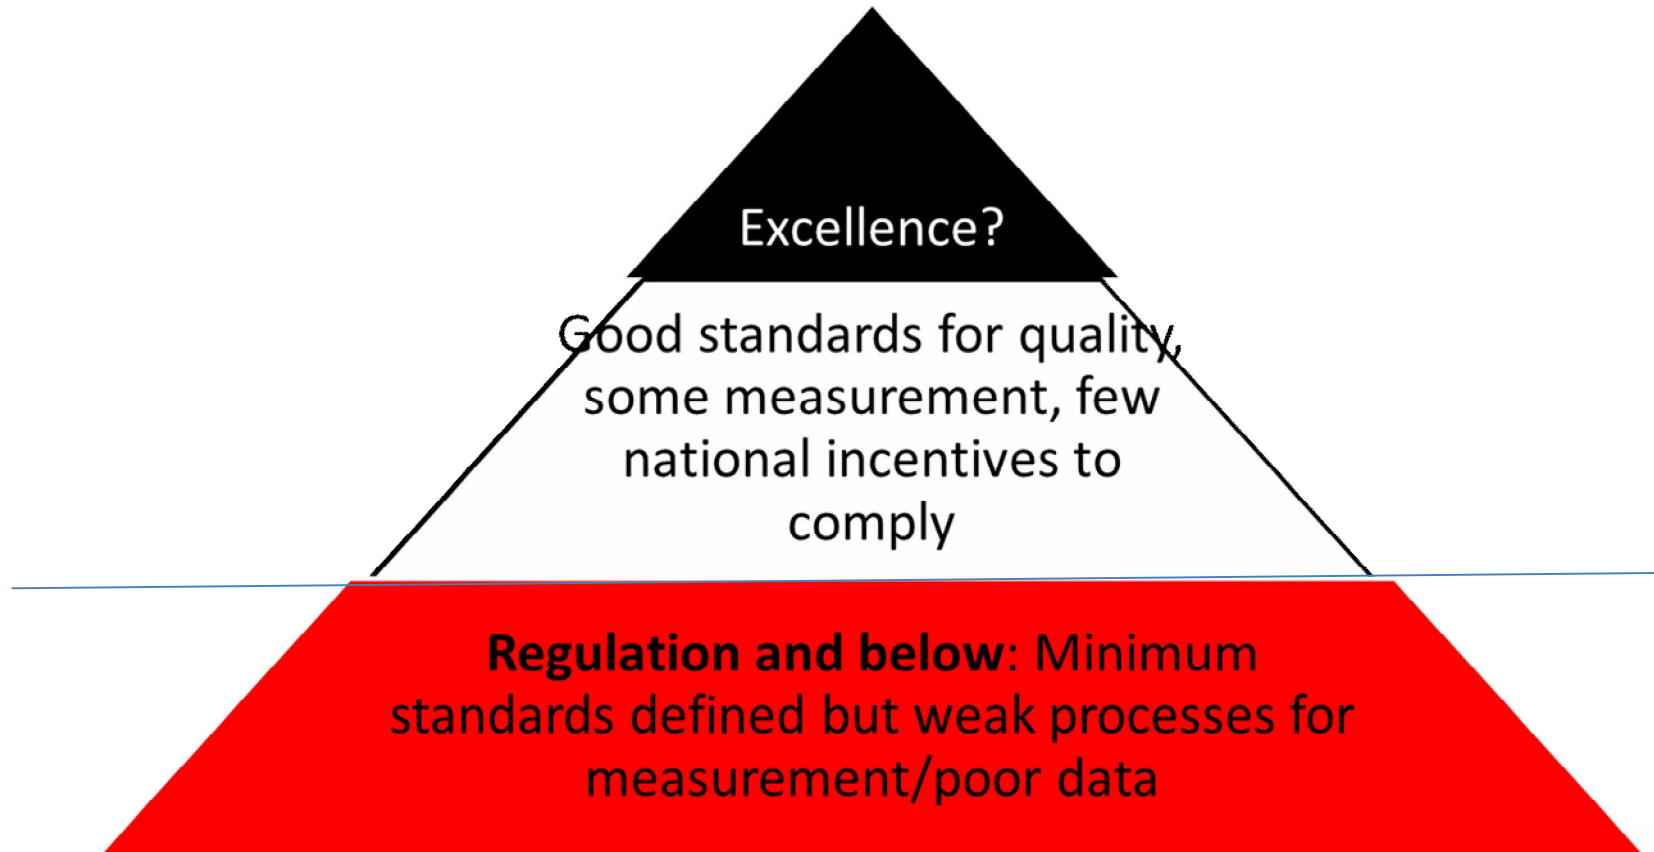 Excellence?
Good standards for quality,
some measurement, few
national incentives to
comply
Regulation and below: Minimum
standards defined but weak processes for
measurement/poor data